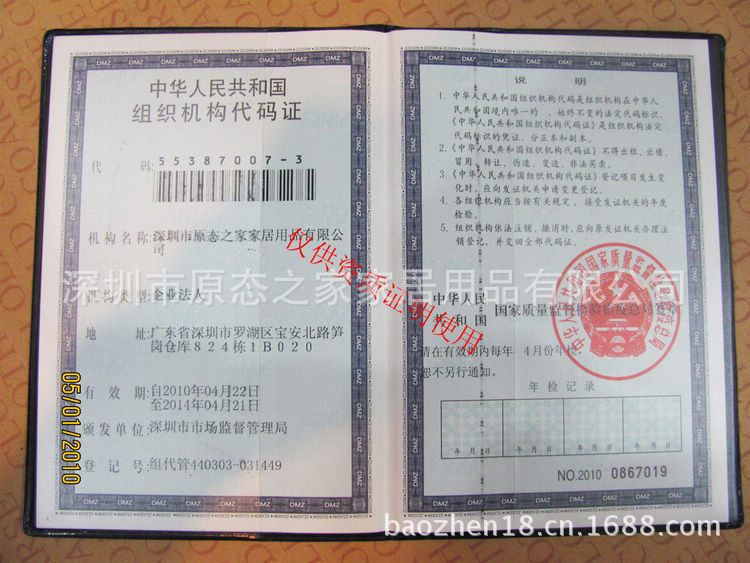 中华人民共和国
组织机构代码证
代 码:55387007-3
机构名称:深圳市原态之家家居用品有限公
司
机构类型:企业法人
地 址:广东省深圳市罗湖区宝安北路笋
岗仓库824栋1B020
有 效 期:自2010年04月22日
至2014年04月21日
颁发单位:深圳市市场监督管理局
登 记 号:组代管440303-031449
说 明
1. 中华人民共和国组织机构代码是组织机构在中华人
民共和国境内唯一的、始终不变的法定代码标识,
《中华人民共和国组织机构代码证》是组织机构法定
代码标识的凭证,分正本和副本。
2.《中华人民共和国组织机构代码证》不得出租、出借、
冒用、转让、伪造、变造、非法买卖。
3.《中华人民共和国组织机构代码证》登记项目发生变
化时,应向发证机关申请变更登记。
4. 各组织机构应当按有关规定,接受发证机关的年度
检验。
5. 组织机构依法注销、撤消时,应向原发证机关办理注
销登记,并交回全部代码证。
中华人民
共和国 国家质量监督检验检疫总局签章
请在有效期内每年 4月份年检,
恕不另行通知。
年检记录
年 月 日 年 月 日 年 月 日 年 月 日
NO.2010 0867019
仅供资质证明使用
深圳市原态之家家居用品有限公司
05/01/2010
baozhen18.cn.1688.com
DMZ